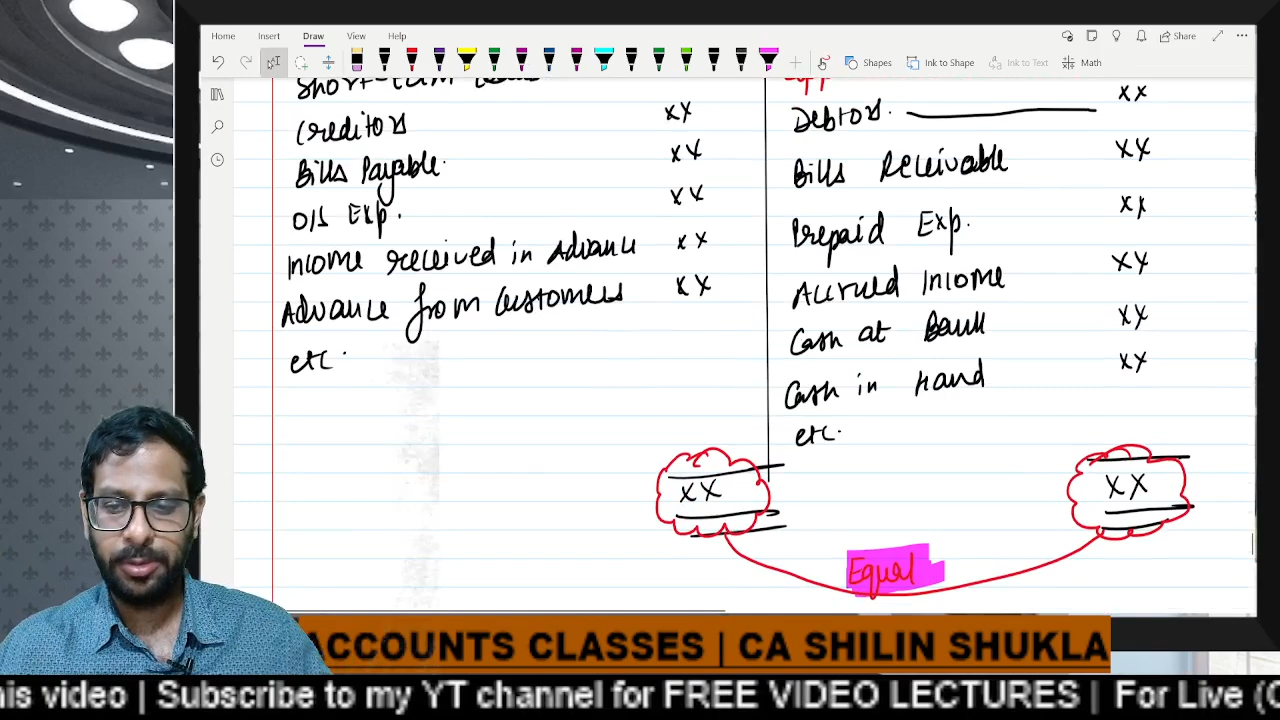 Home Insert Draw View Help Share
Shapes Ink to Shape Ink to Text Math
Short-term
Creditors XX
Bills Payable. XX
O/S Exp. XX
Income received in Advance XX
Advance from Customers XX
etc.
XX
Debtors. XX
Bills Receivable XX
Prepaid Exp. XX
Accrued Income XX
Cash at Bank XX
Cash in Hand XX
etc.
XX
Equal
ACCOUNTS CLASSES | CA SHILIN SHUKLA
his video | Subscribe to my YT channel for FREE VIDEO LECTURES | For Live (